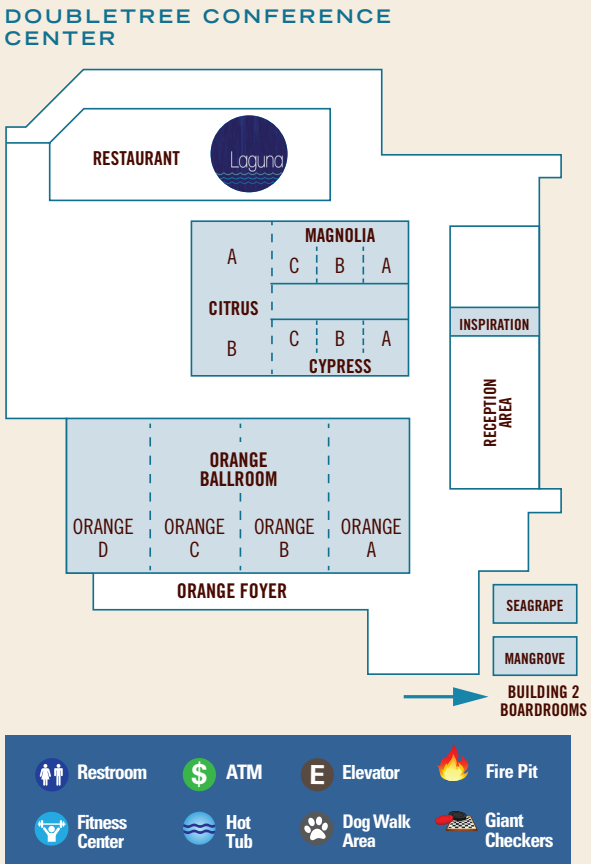 DOUBLETREE CONFERENCE
CENTER
RESTAURANT
Laguna
MAGNOLIA
A
C B A
CITRUS
B
C B A
CYPRESS
INSPIRATION
RECEPTION
AREA
ORANGE
BALLROOM
ORANGE
D
ORANGE
C
ORANGE
B
ORANGE
A
ORANGE FOYER
SEAGRAPE
MANGROVE
BUILDING 2
BOARDROOMS
Restroom
$
ATM
E
Elevator
Fire Pit
Fitness
Center
Hot
Tub
Dog Walk
Area
Giant
Checkers